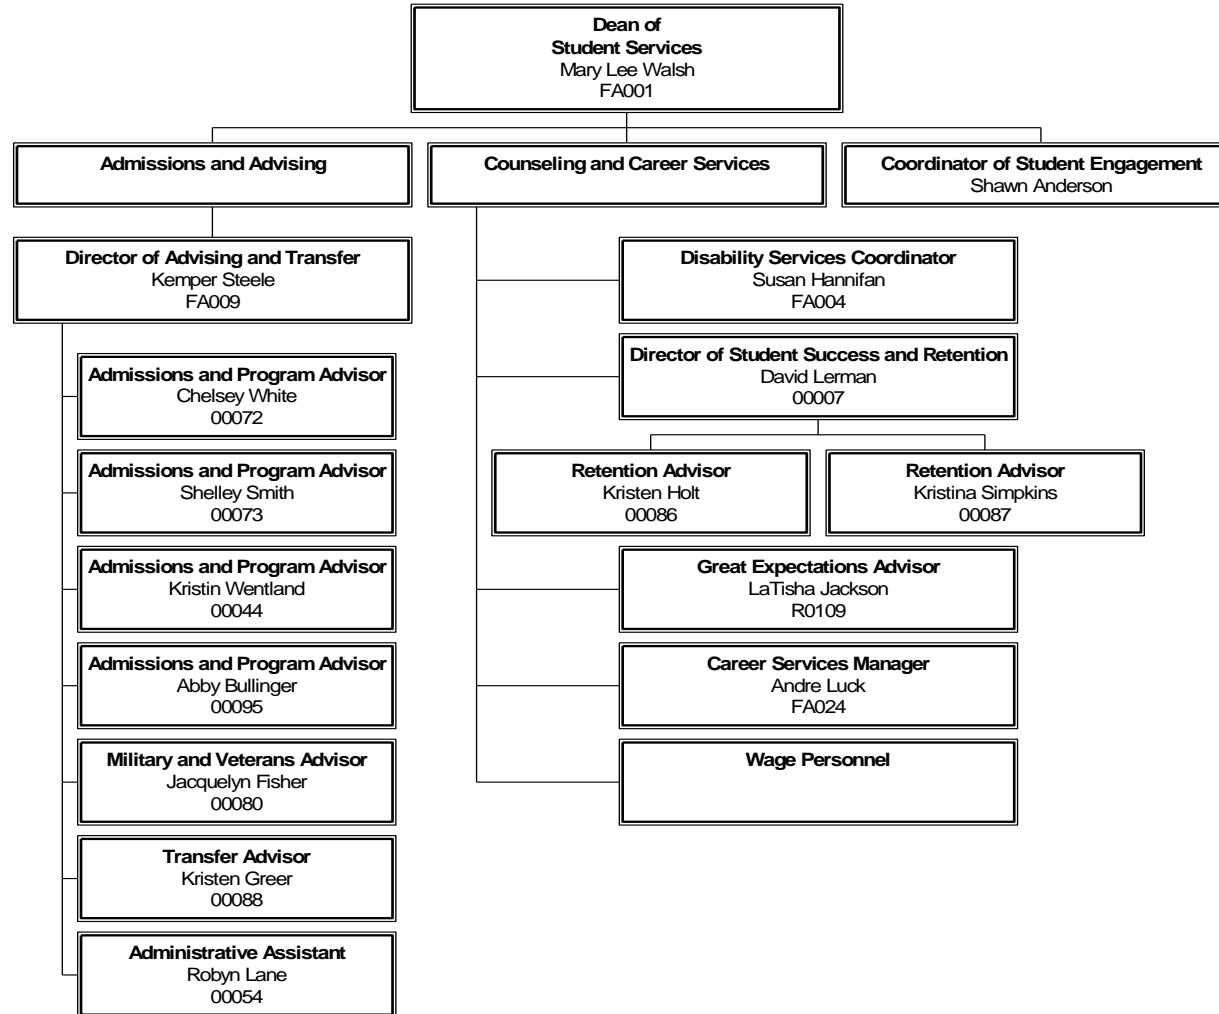 Dean of
Student Services
Mary Lee Walsh
FA001
Admissions and Advising
Counseling and Career Services
Coordinator of Student Engagement
Shawn Anderson
Director of Advising and Transfer
Kemper Steele
FA009
Admissions and Program Advisor
Chelsey White
00072
Admissions and Program Advisor
Shelley Smith
00073
Admissions and Program Advisor
Kristin Wentland
00044
Admissions and Program Advisor
Abby Bullinger
00095
Military and Veterans Advisor
Jacquelyn Fisher
00080
Transfer Advisor
Kristen Greer
00088
Administrative Assistant
Robyn Lane
00054
Disability Services Coordinator
Susan Hannifan
FA004
Director of Student Success and Retention
David Lerman
00007
Retention Advisor
Kristen Holt
00086
Retention Advisor
Kristina Simpkins
00087
Great Expectations Advisor
LaTisha Jackson
R0109
Career Services Manager
Andre Luck
FA024
Wage Personnel